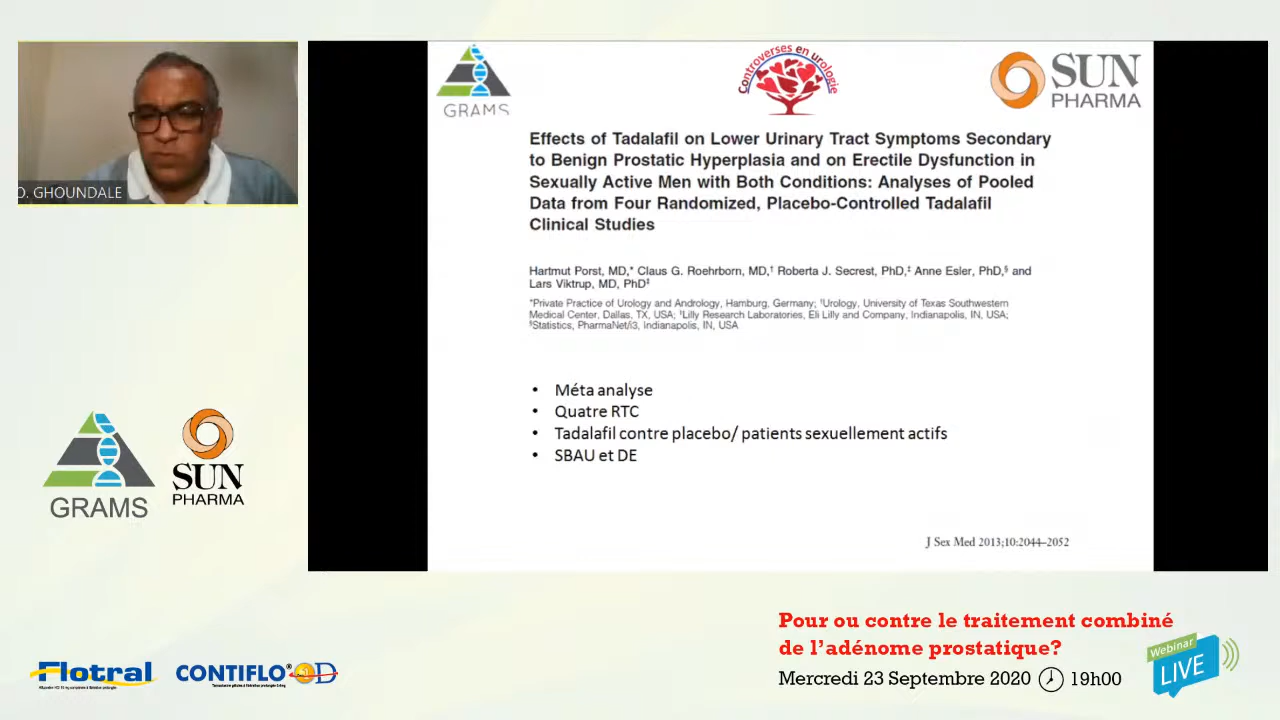 O. GHOUNDALE
GRAMS
Controverses en urologie
SUN
PHARMA
Effects of Tadalafil on Lower Urinary Tract Symptoms Secondary
to Benign Prostatic Hyperplasia and on Erectile Dysfunction in
Sexually Active Men with Both Conditions: Analyses of Pooled
Data from Four Randomized, Placebo-Controlled Tadalafil
Clinical Studies
Hartmut Porst, MD,* Claus G. Roehrborn, MD,† Roberta J. Secrest, PhD,‡ Anne Esler, PhD,§ and
Lars Viktrup, MD, PhD‡
*Private Practice of Urology and Andrology, Hamburg, Germany; †Urology, University of Texas Southwestern
Medical Center, Dallas, TX, USA; ‡Lilly Research Laboratories, Eli Lilly and Company, Indianapolis, IN, USA;
§Statistics, PharmaNet/i3, Indianapolis, IN, USA
• Méta analyse
• Quatre RTC
• Tadalafil contre placebo/ patients sexuellement actifs
• SBAU et DE
J Sex Med 2013;10:2044–2052
GRAMS
SUN
PHARMA
Flotral
CONTIFLO® OD
Pour ou contre le traitement combiné
de l'adénome prostatique?
Mercredi 23 Septembre 2020 19h00
Webinar
LIVE